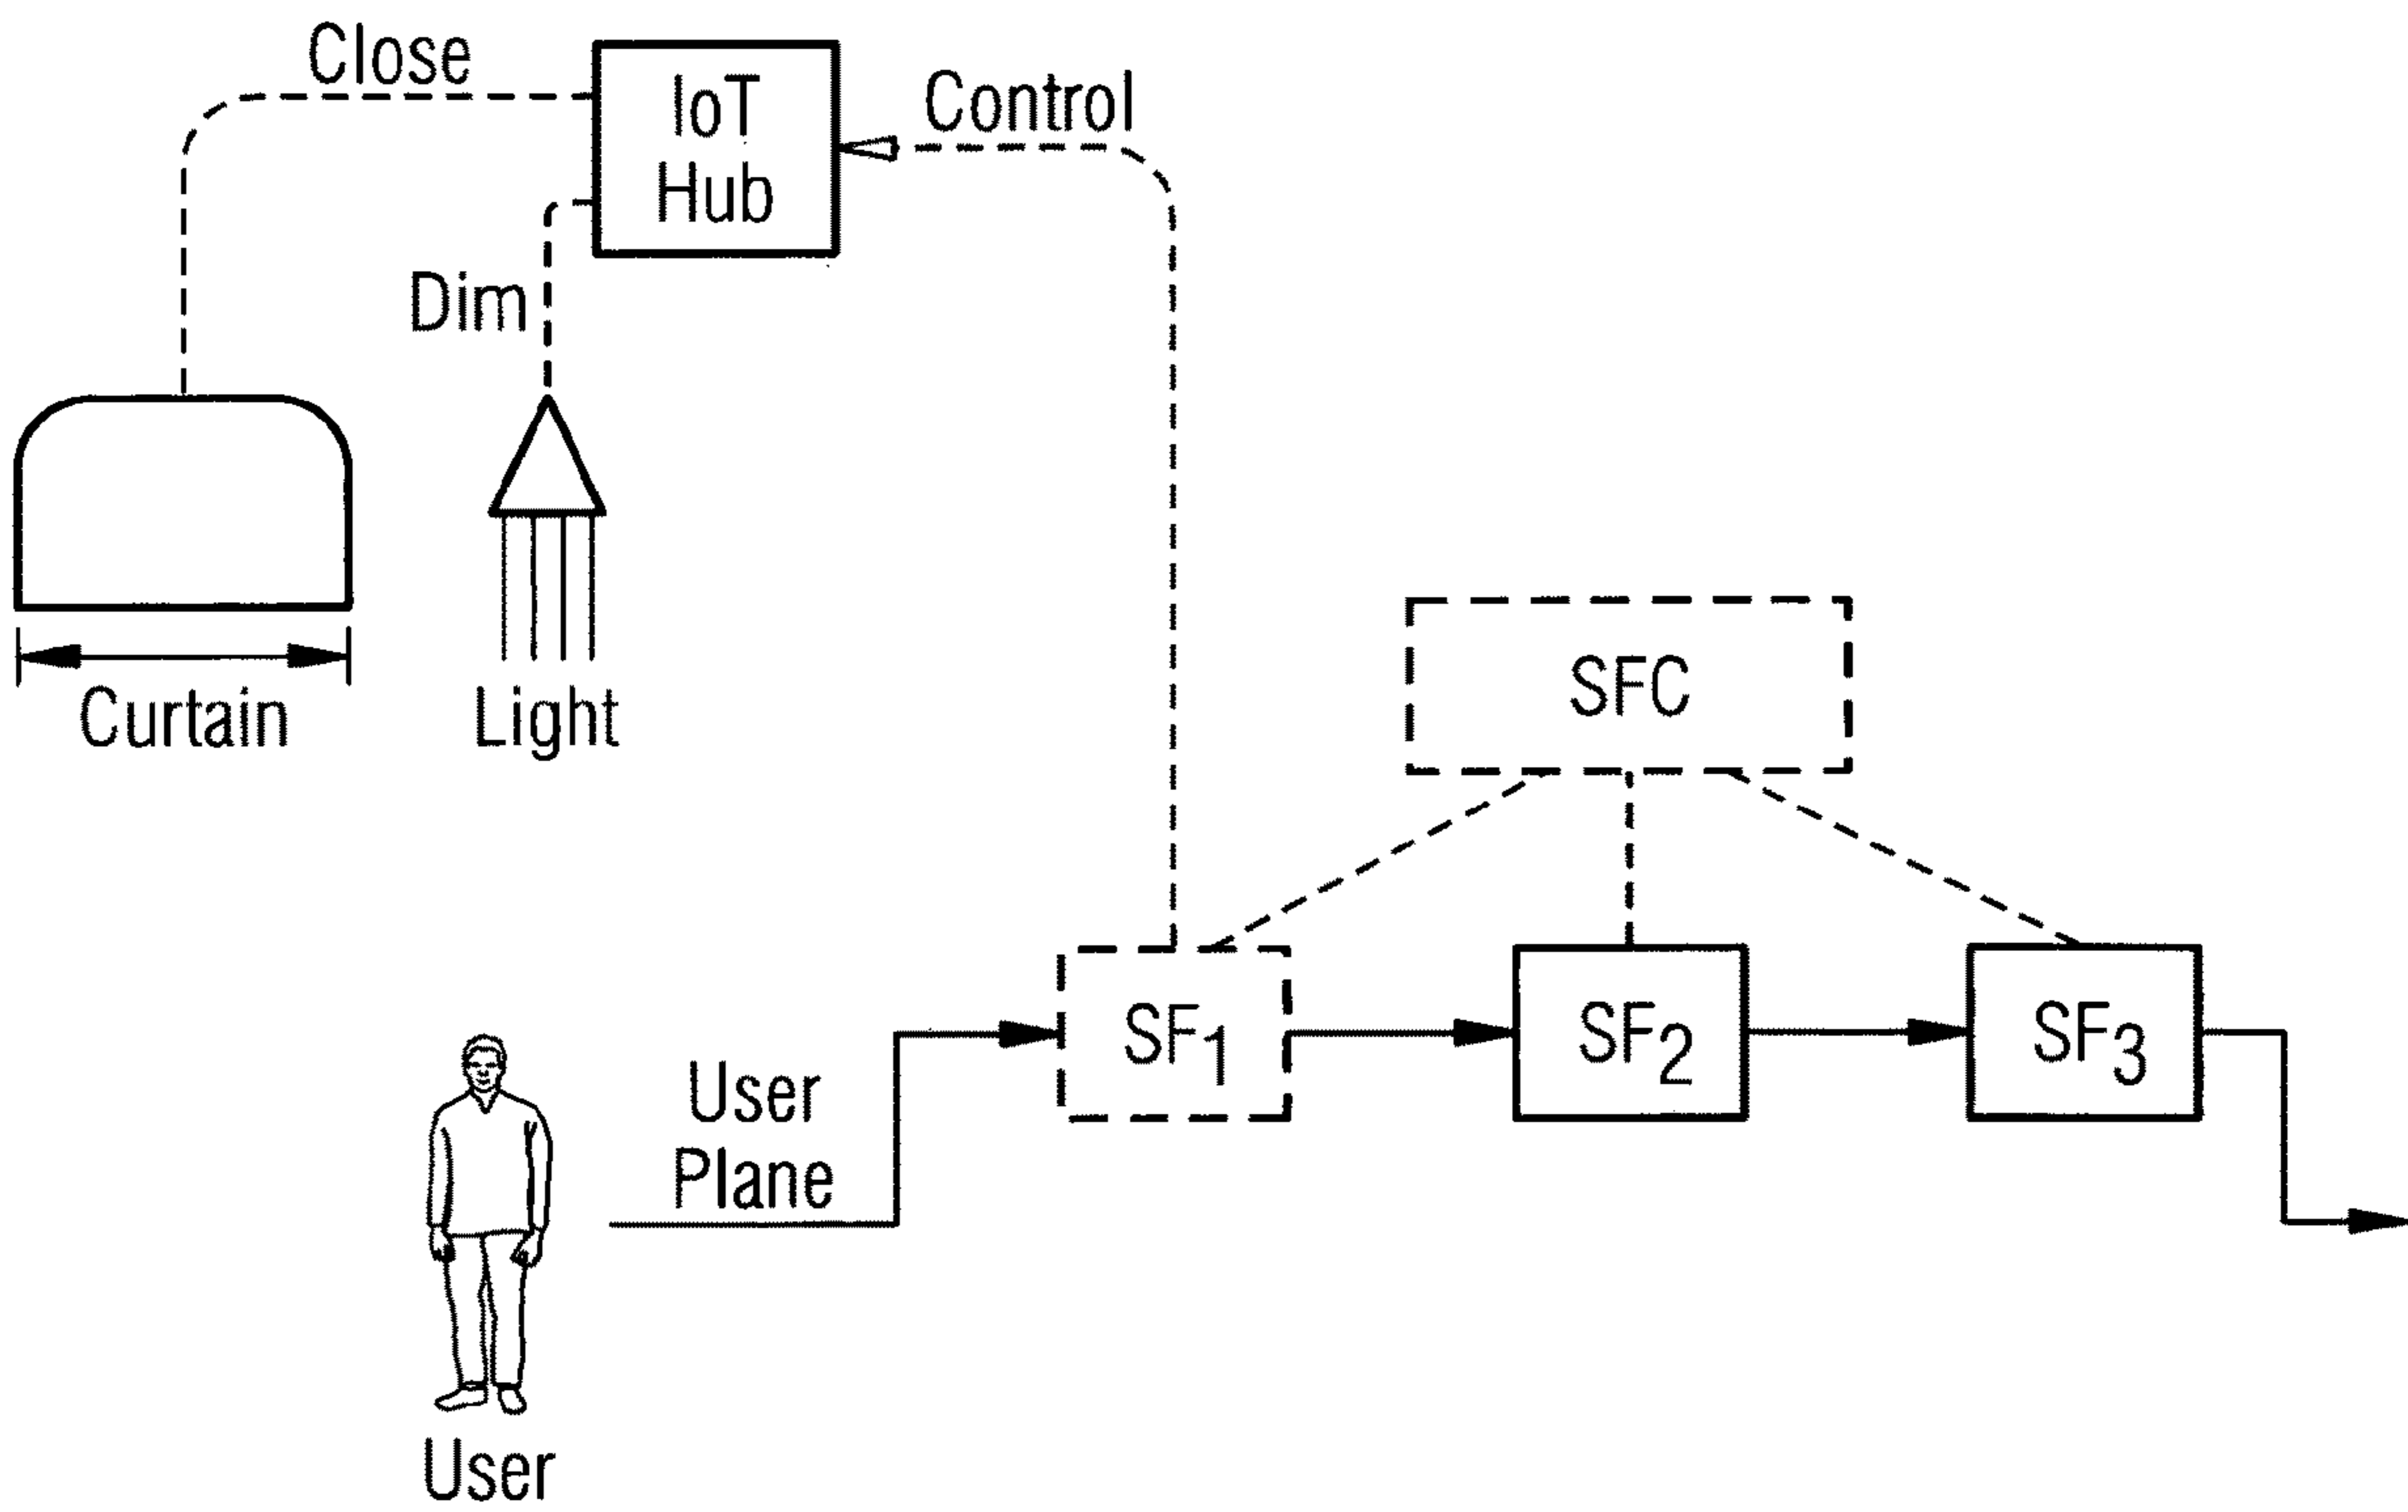 Close
IoT
Hub
Control
Dim
Curtain
Light
SFC
SF1
SF2
SF3
User
Plane
User